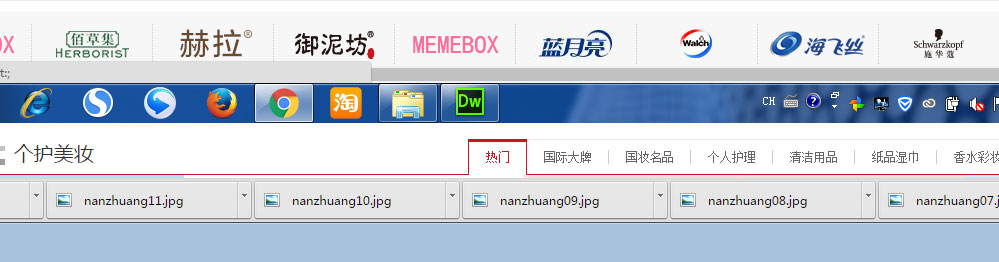 OX 佰草集 HERBORIST 赫拉 御泥坊 MEMEBOX 蓝月亮 Walch 海飞丝 Schwarzkopf 施华蔻
t:;
淘 Dw CH
个护美妆 热门 国际大牌 国妆名品 个人护理 清洁用品 纸品湿巾 香水彩妆
nanzhuang11.jpg nanzhuang10.jpg nanzhuang09.jpg nanzhuang08.jpg nanzhuang07.j